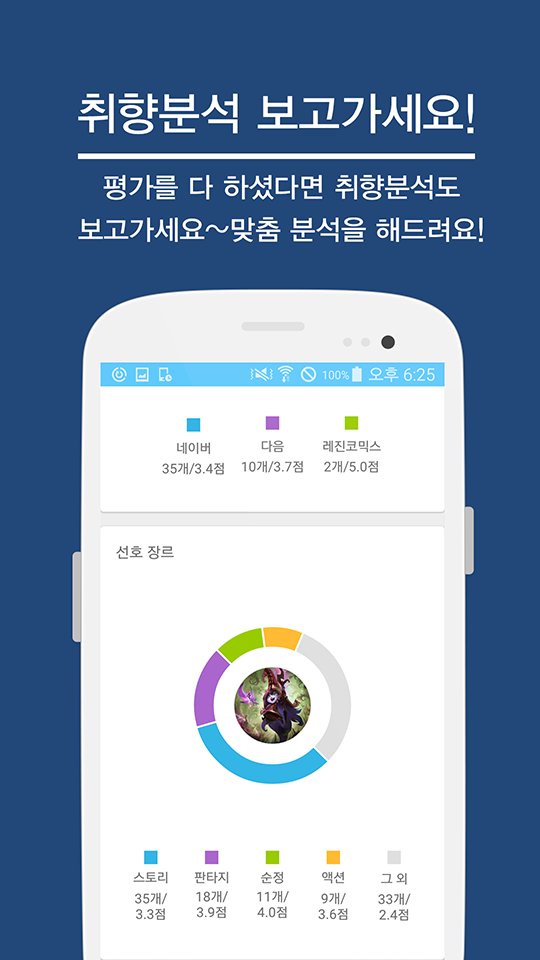 취향분석 보고가세요!
평가를 다 하셨다면 취향분석도
보고가세요~맞춤 분석을 해드려요!
100% 오후 6:25
네이버 다음 레진코믹스
35개/3.4점 10개/3.7점 2개/5.0점
선호 장르
스토리 판타지 순정 액션 그 외
35개/ 18개/ 11개/ 9개/ 33개/
3.3점 3.9점 4.0점 3.6점 2.4점